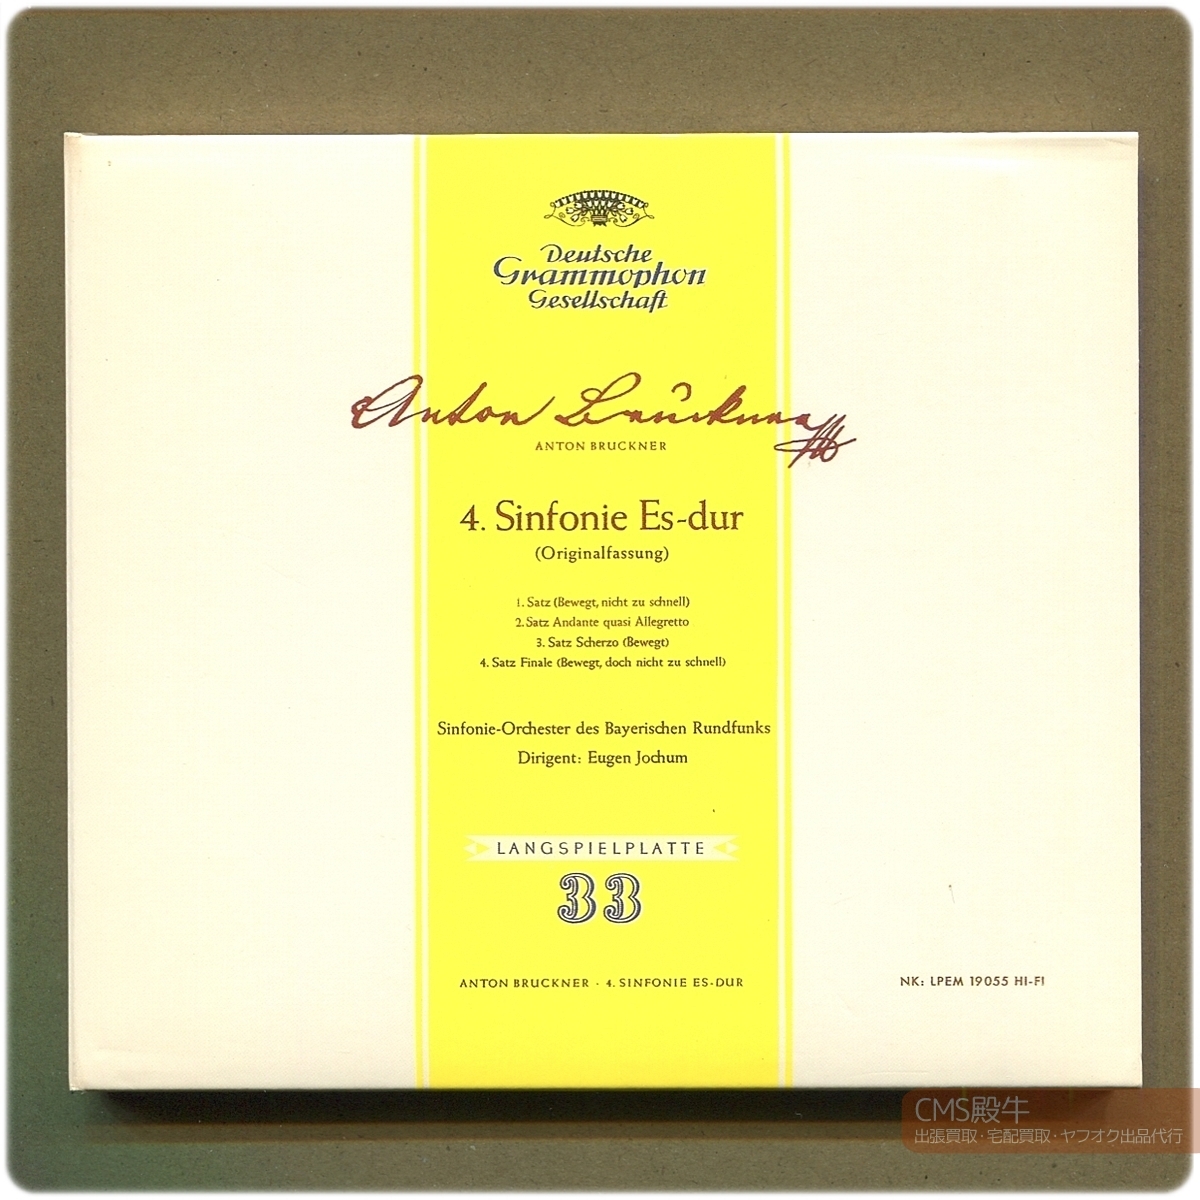 Deutsche
Grammophon
Gesellschaft
Anton Bruckner
ANTON BRUCKNER
4. Sinfonie Es-dur
(Originalfassung)
1. Satz (Bewegt, nicht zu schnell)
2. Satz Andante quasi Allegretto
3. Satz Scherzo (Bewegt)
4. Satz Finale (Bewegt, doch nicht zu schnell)
Sinfonie-Orchester des Bayerischen Rundfunks
Dirigent: Eugen Jochum
LANGSPIELPLATTE
33
ANTON BRUCKNER - 4. SINFONIE ES-DUR
NK: LPEM 19055 HI-FI
CMS殿牛
出張買取・宅配買取・ヤフオク出品代行